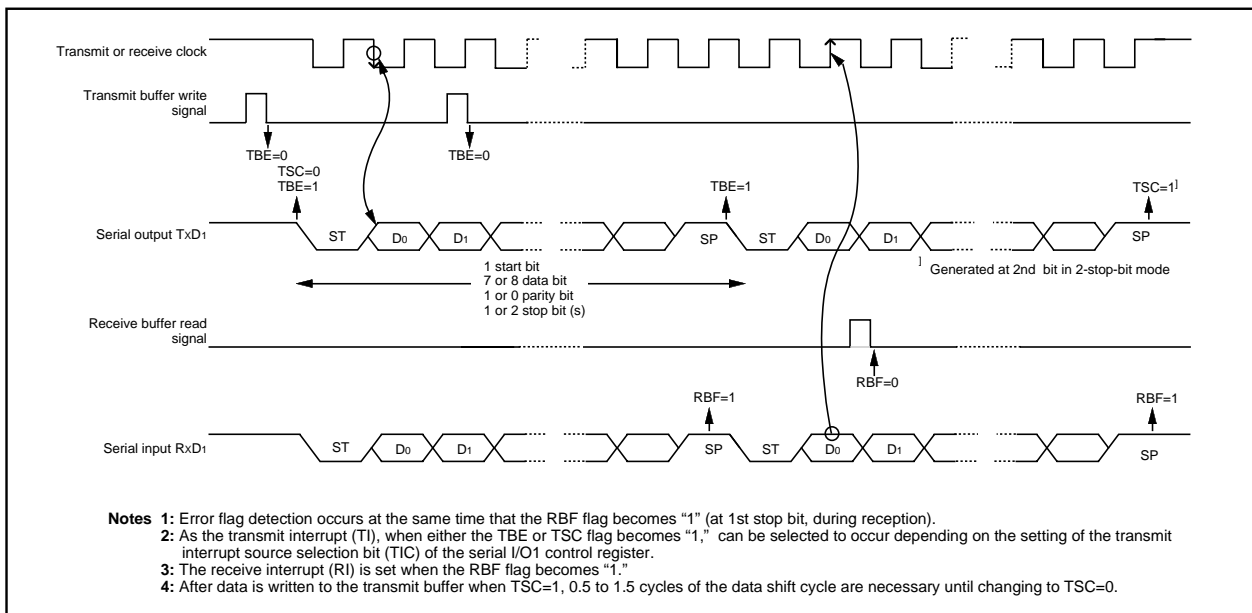 Transmit or receive clock
Transmit buffer write
signal
TBE=0
TBE=0
TSC=0
TBE=1
TBE=1
TSC=1]
Serial output TxD1
ST
D0
D1
SP
ST
D0
D1
SP
1 start bit
7 or 8 data bit
1 or 0 parity bit
1 or 2 stop bit (s)
] Generated at 2nd bit in 2-stop-bit mode
Receive buffer read
signal
RBF=0
RBF=1
RBF=1
Serial input RxD1
ST
D0
D1
SP
ST
D0
D1
SP
Notes 1: Error flag detection occurs at the same time that the RBF flag becomes “1” (at 1st stop bit, during reception).
2: As the transmit interrupt (TI), when either the TBE or TSC flag becomes “1,” can be selected to occur depending on the setting of the transmit
interrupt source selection bit (TIC) of the serial I/O1 control register.
3: The receive interrupt (RI) is set when the RBF flag becomes “1.”
4: After data is written to the transmit buffer when TSC=1, 0.5 to 1.5 cycles of the data shift cycle are necessary until changing to TSC=0.